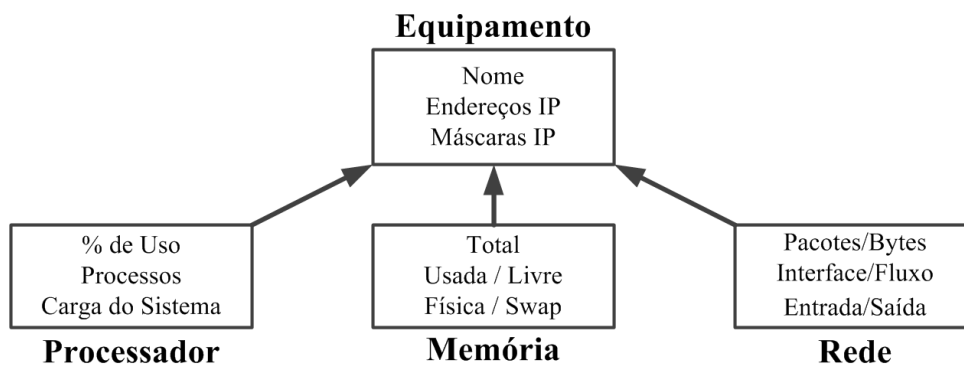 Equipamento
Nome
Endereços IP
Máscaras IP
% de Uso
Processos
Carga do Sistema
Processador
Total
Usada / Livre
Física / Swap
Memória
Pacotes/Bytes
Interface/Fluxo
Entrada/Saída
Rede